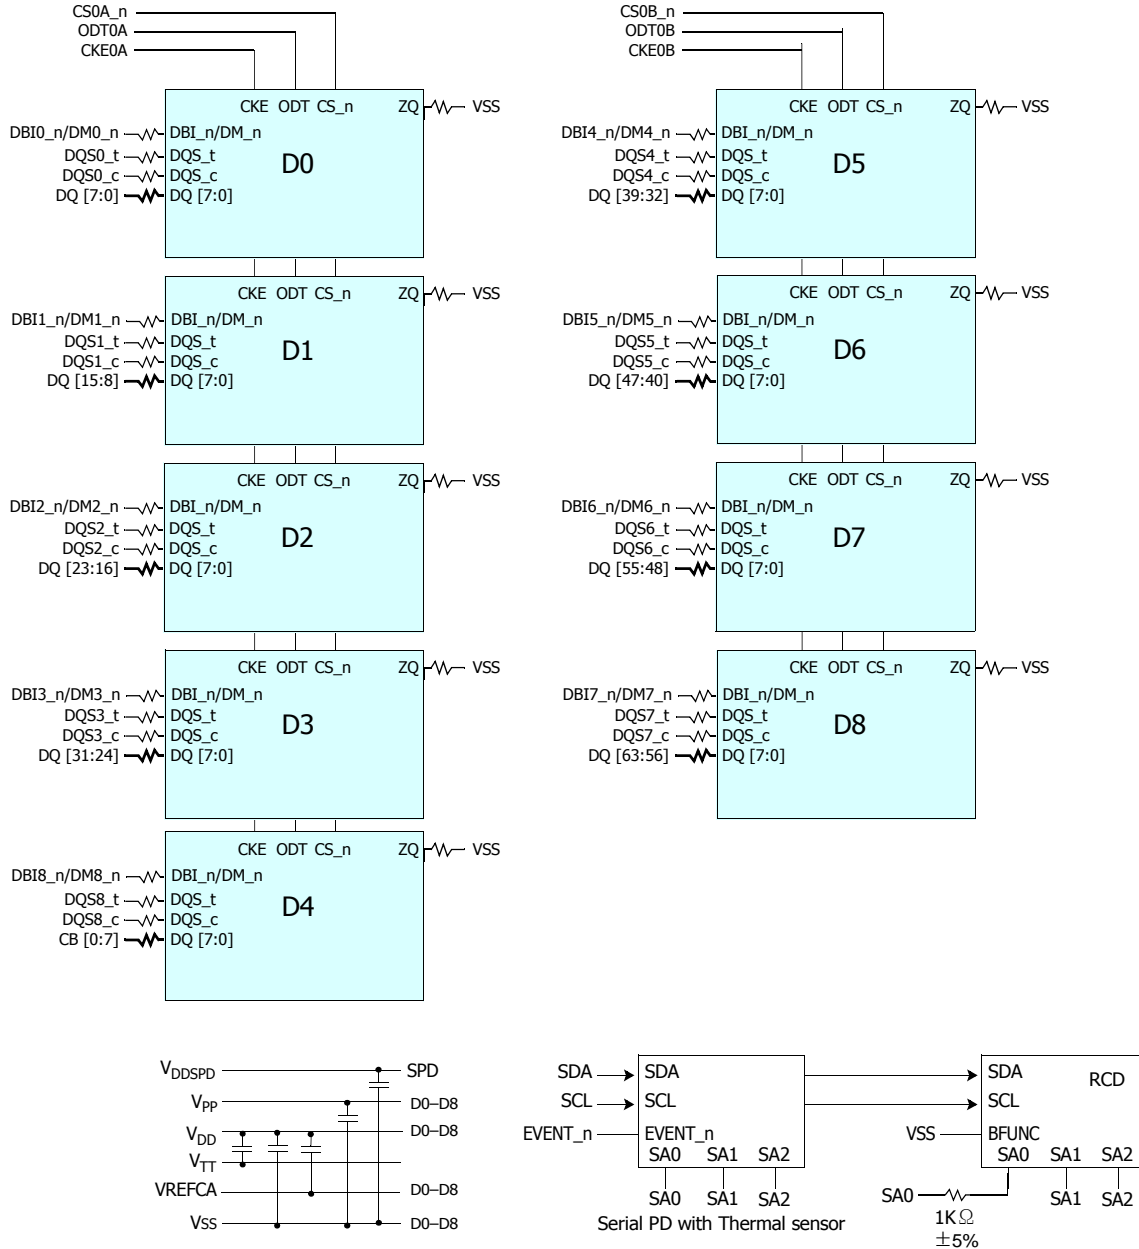 CS0A_n
ODT0A
CKE0A
CKE ODT CS_n
ZQ
VSS
DBI0_n/DM0_n
DBI_n/DM_n
DQS0_t
DQS_t
DQS0_c
DQS_c
DQ [7:0]
DQ [7:0]
D0
CKE ODT CS_n
ZQ
VSS
DBI1_n/DM1_n
DBI_n/DM_n
DQS1_t
DQS_t
DQS1_c
DQS_c
DQ [15:8]
DQ [7:0]
D1
CKE ODT CS_n
ZQ
VSS
DBI2_n/DM2_n
DBI_n/DM_n
DQS2_t
DQS_t
DQS2_c
DQS_c
DQ [23:16]
DQ [7:0]
D2
CKE ODT CS_n
ZQ
VSS
DBI3_n/DM3_n
DBI_n/DM_n
DQS3_t
DQS_t
DQS3_c
DQS_c
DQ [31:24]
DQ [7:0]
D3
CKE ODT CS_n
ZQ
VSS
DBI8_n/DM8_n
DBI_n/DM_n
DQS8_t
DQS_t
DQS8_c
DQS_c
CB [0:7]
DQ [7:0]
D4
CS0B_n
ODT0B
CKE0B
CKE ODT CS_n
ZQ
VSS
DBI4_n/DM4_n
DBI_n/DM_n
DQS4_t
DQS_t
DQS4_c
DQS_c
DQ [39:32]
DQ [7:0]
D5
CKE ODT CS_n
ZQ
VSS
DBI5_n/DM5_n
DBI_n/DM_n
DQS5_t
DQS_t
DQS5_c
DQS_c
DQ [47:40]
DQ [7:0]
D6
CKE ODT CS_n
ZQ
VSS
DBI6_n/DM6_n
DBI_n/DM_n
DQS6_t
DQS_t
DQS6_c
DQS_c
DQ [55:48]
DQ [7:0]
D7
CKE ODT CS_n
ZQ
VSS
DBI7_n/DM7_n
DBI_n/DM_n
DQS7_t
DQS_t
DQS7_c
DQS_c
DQ [63:56]
DQ [7:0]
D8
VDDSPD
SPD
VPP
D0–D8
VDD
D0–D8
VTT
VREFCA
D0–D8
VSS
D0–D8
SDA
SDA
SCL
SCL
EVENT_n
EVENT_n
SA0 SA1 SA2
SA0 SA1 SA2
Serial PD with Thermal sensor
SDA
RCD
SCL
VSS
BFUNC
SA0 SA1 SA2
SA0
SA1 SA2
1KΩ
±5%